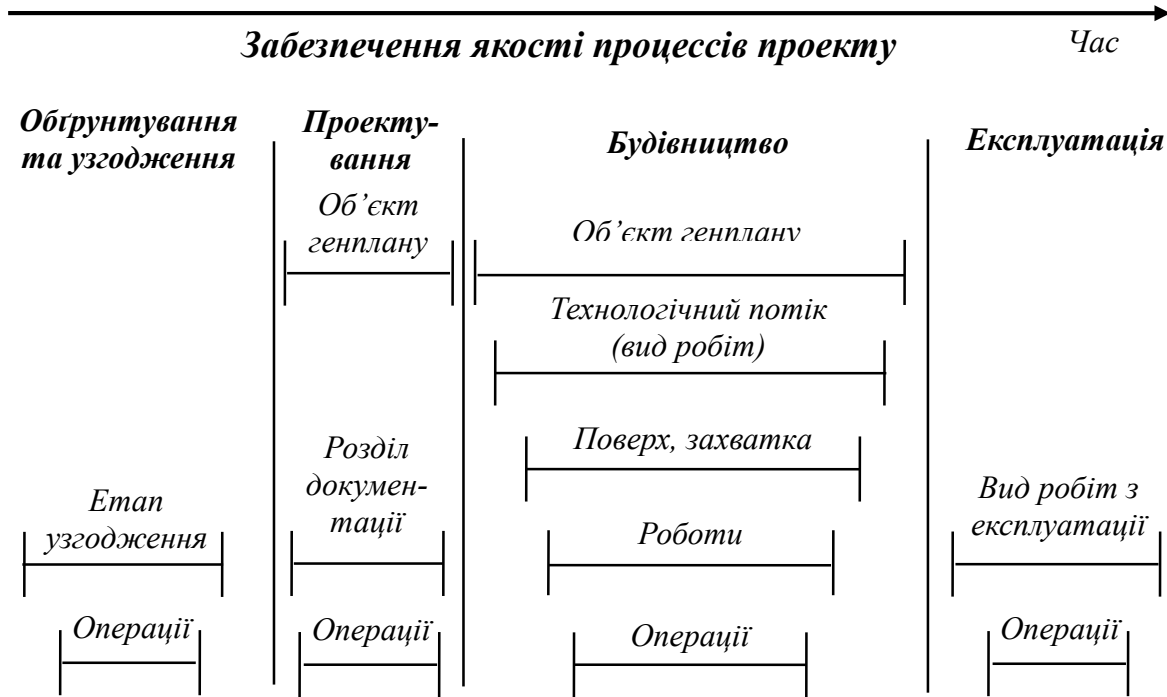 Забезпечення якості процессів проекту
Час
Обґрунтування
та узгодження
Проекту-
вання
Будівництво
Експлуатація
Об’єкт
генплану
Об’єкт генплану
Технологічний потік
(вид робіт)
Поверх, захватка
Розділ
докумен-
тації
Етап
узгодження
Роботи
Вид робіт з
експлуатації
Операції
Операції
Операції
Операції